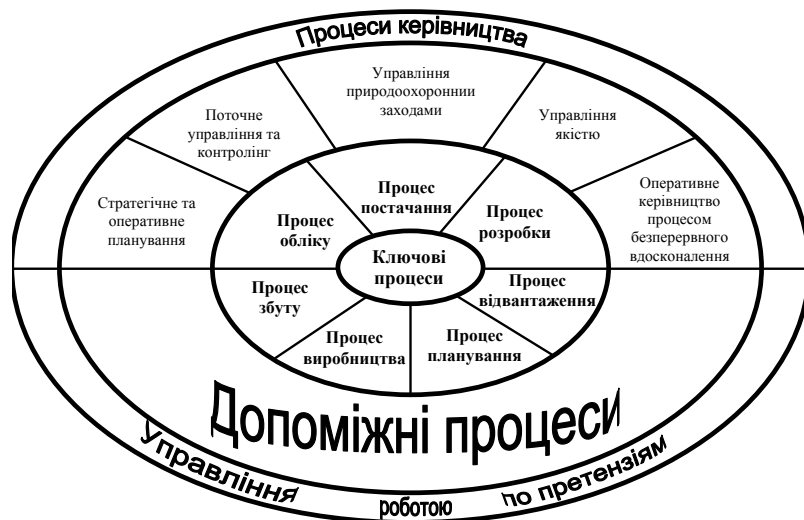 Процеси керівництва
Управління
природоохороннии
заходами
Поточне
управління та
контролінг
Управління
якістю
Стратегічне та
оперативне
планування
Оперативне
керівництво
процесом
безперервного
вдосконалення
Процес
постачання
Процес
обліку
Процес
розробки
Ключові
процеси
Процес
збуту
Процес
відвантаження
Процес
виробництва
Процес
планування
Допоміжні процеси
Управління роботою по претензіям